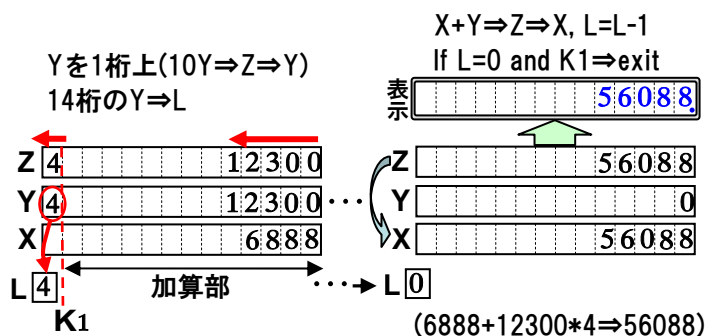 Yを1桁上(10Y⇒Z⇒Y)
14桁のY⇒L
Z 4 12300
Y 4 12300
X 6888
L 4
加算部
K1
X+Y⇒Z⇒X, L=L-1
If L=0 and K1⇒exit
表示 56088.
Z 56088
･･･ Y 0
X 56088
･･･ L 0
(6888+12300*4⇒56088)